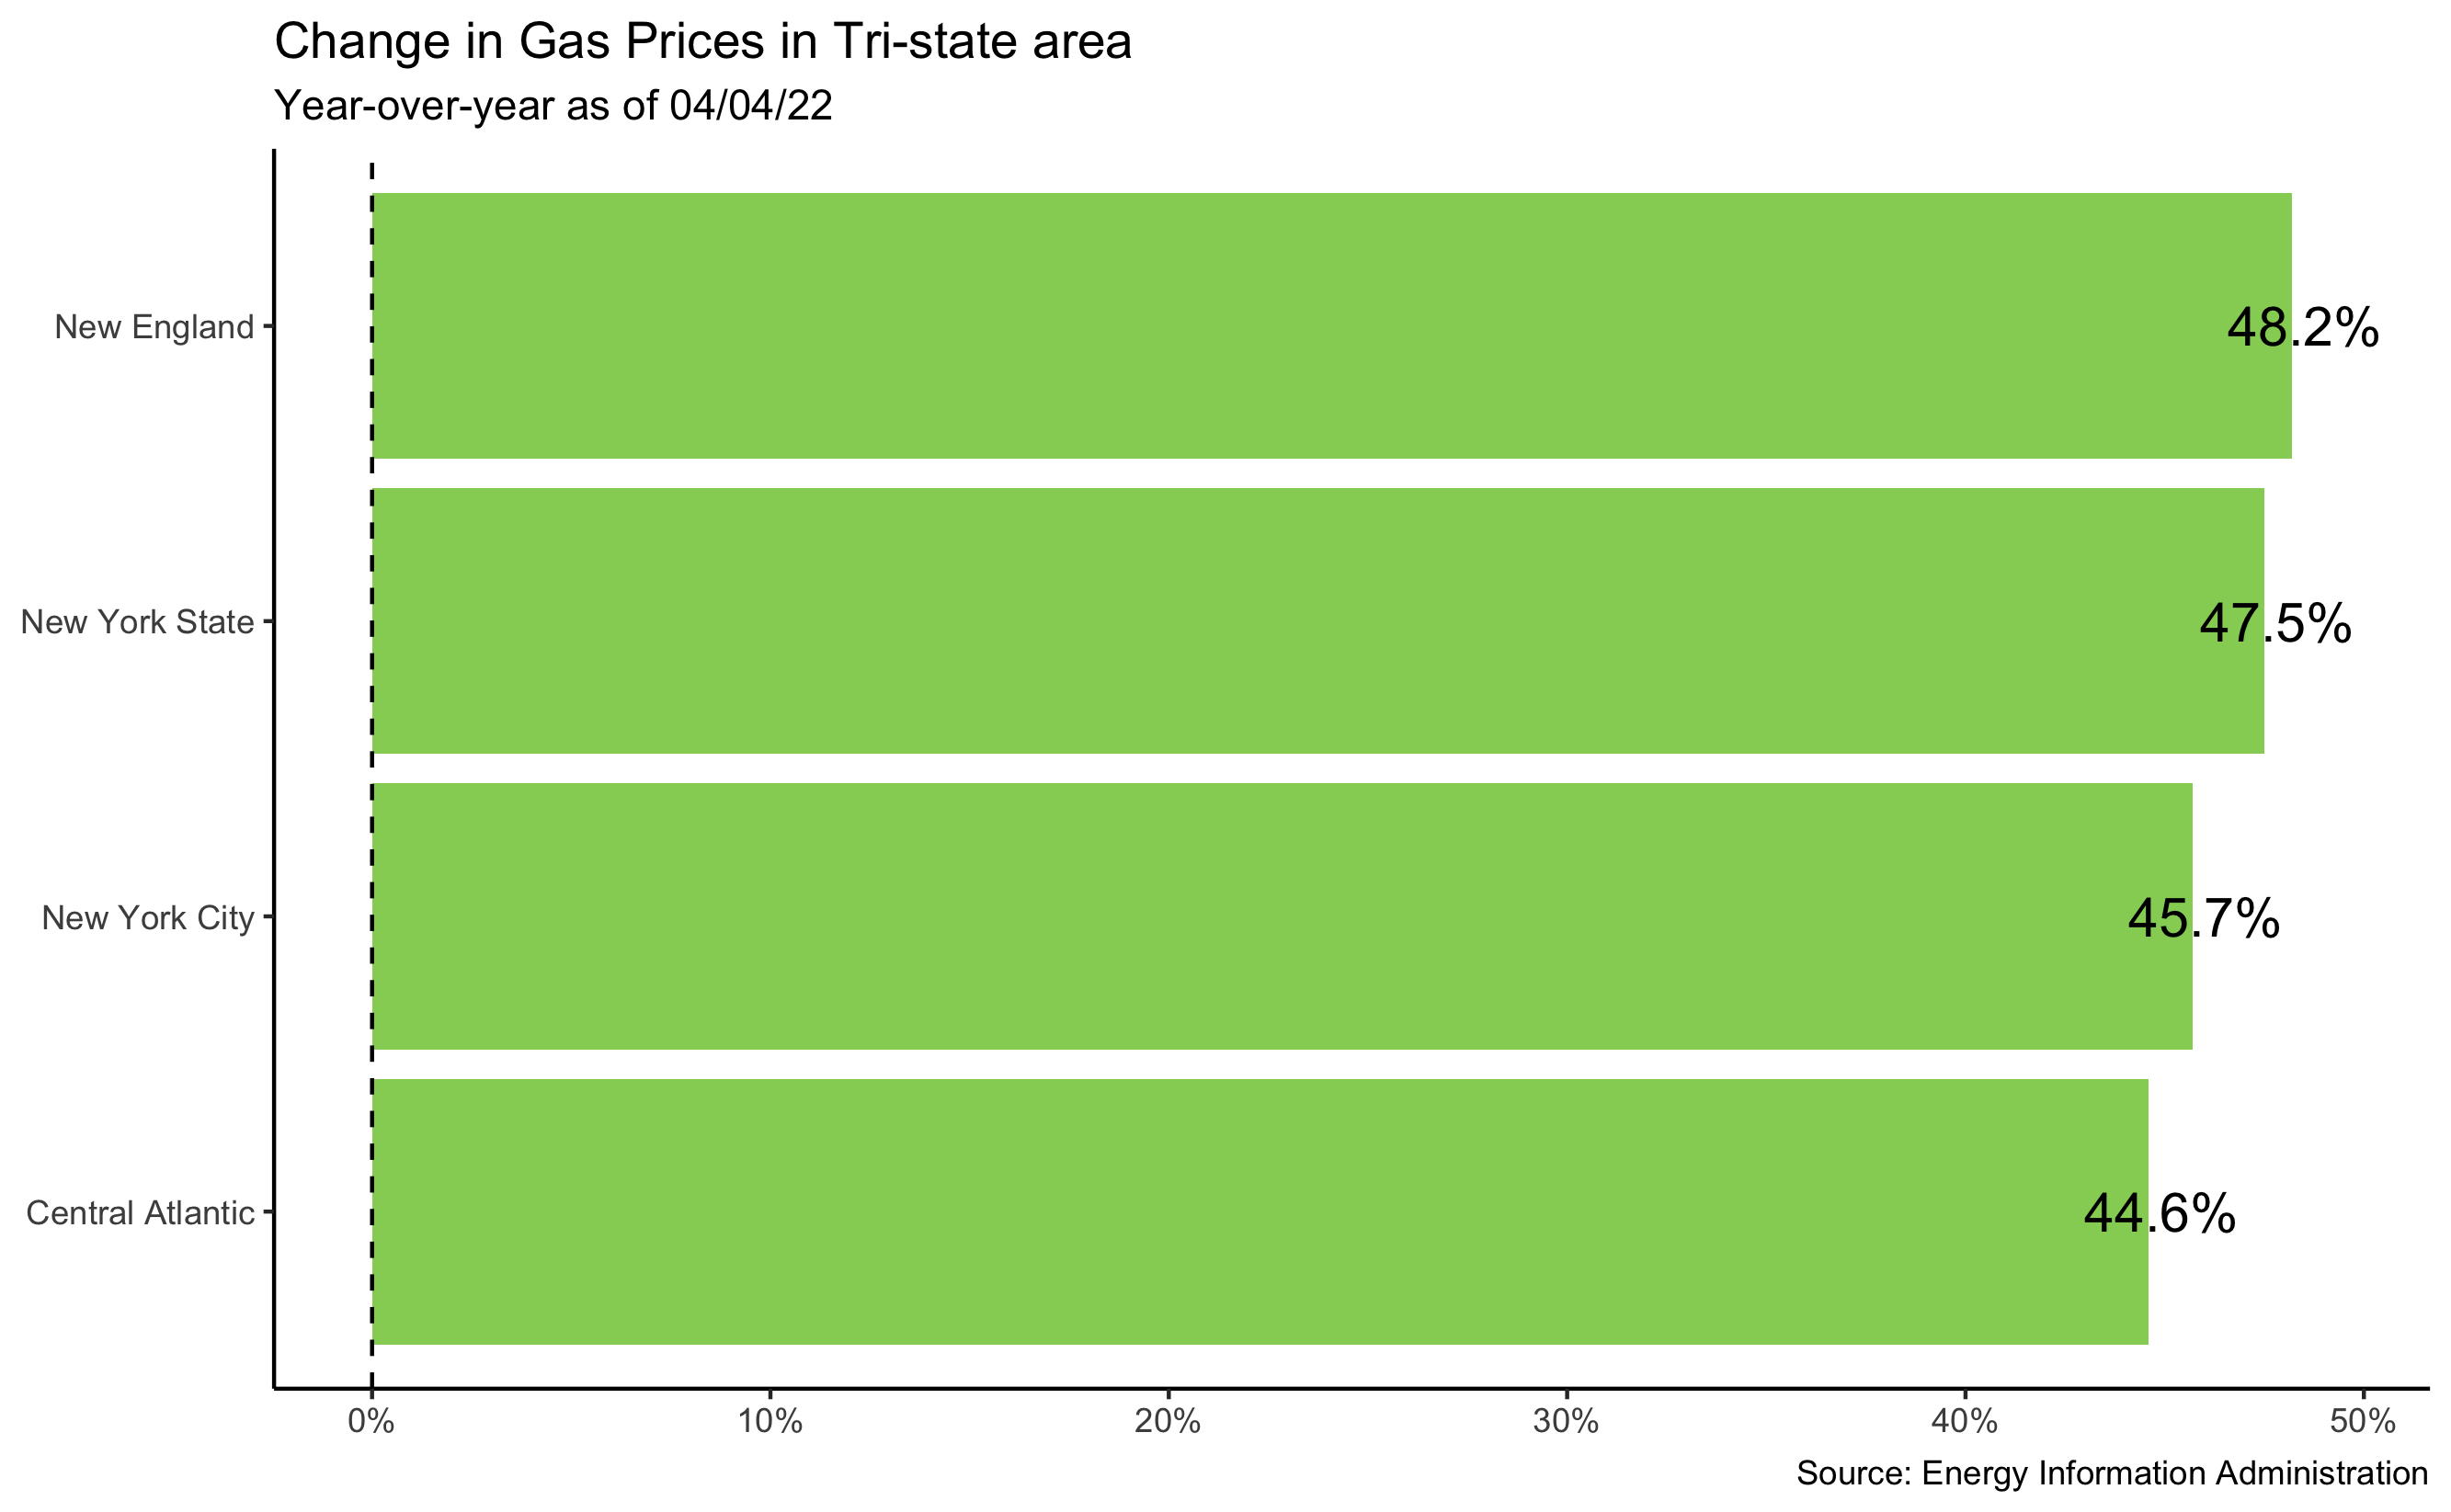 Change in Gas Prices in Tri-state area
Year-over-year as of 04/04/22
New England
48.2%
New York State
47.5%
New York City
45.7%
Central Atlantic
44.6%
0% 10% 20% 30% 40% 50%
Source: Energy Information Administration